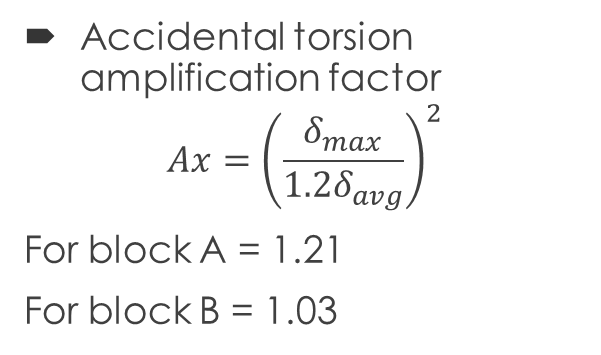 Accidental torsion
amplification factor
Ax = (δmax / 1.2δavg)²
For block A = 1.21
For block B = 1.03